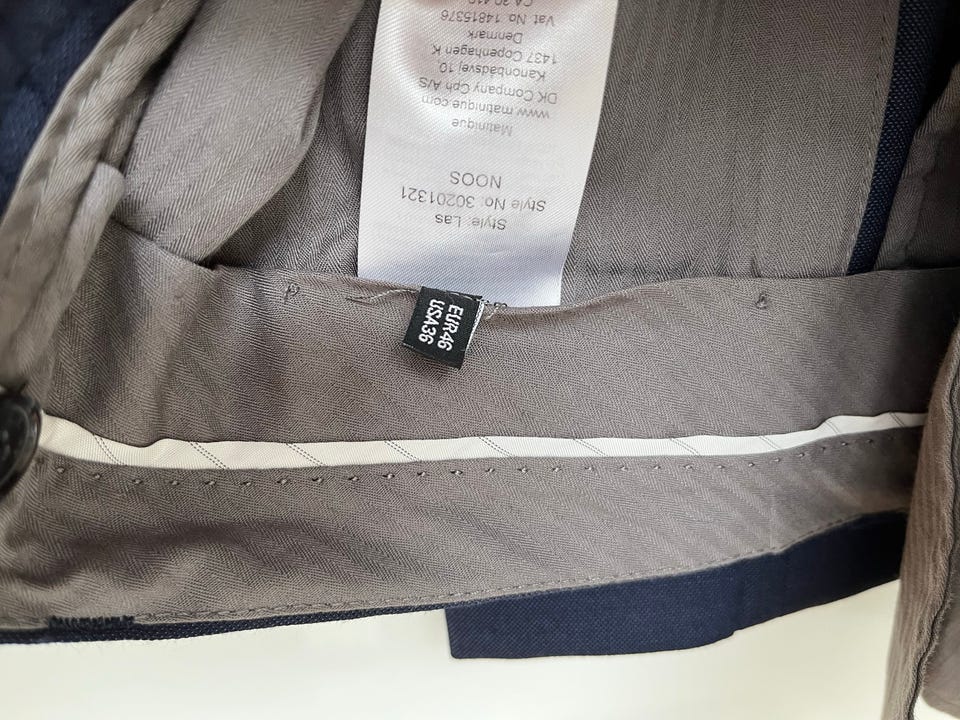 Style: Las
Style No: 30201321
NOOS
Matinique
www.matinique.com
DK Company Cph A/S
Kanonbadsvej 10,
1437 Copenhagen K
Denmark
Vat No. 14815376
EUR46
USA36